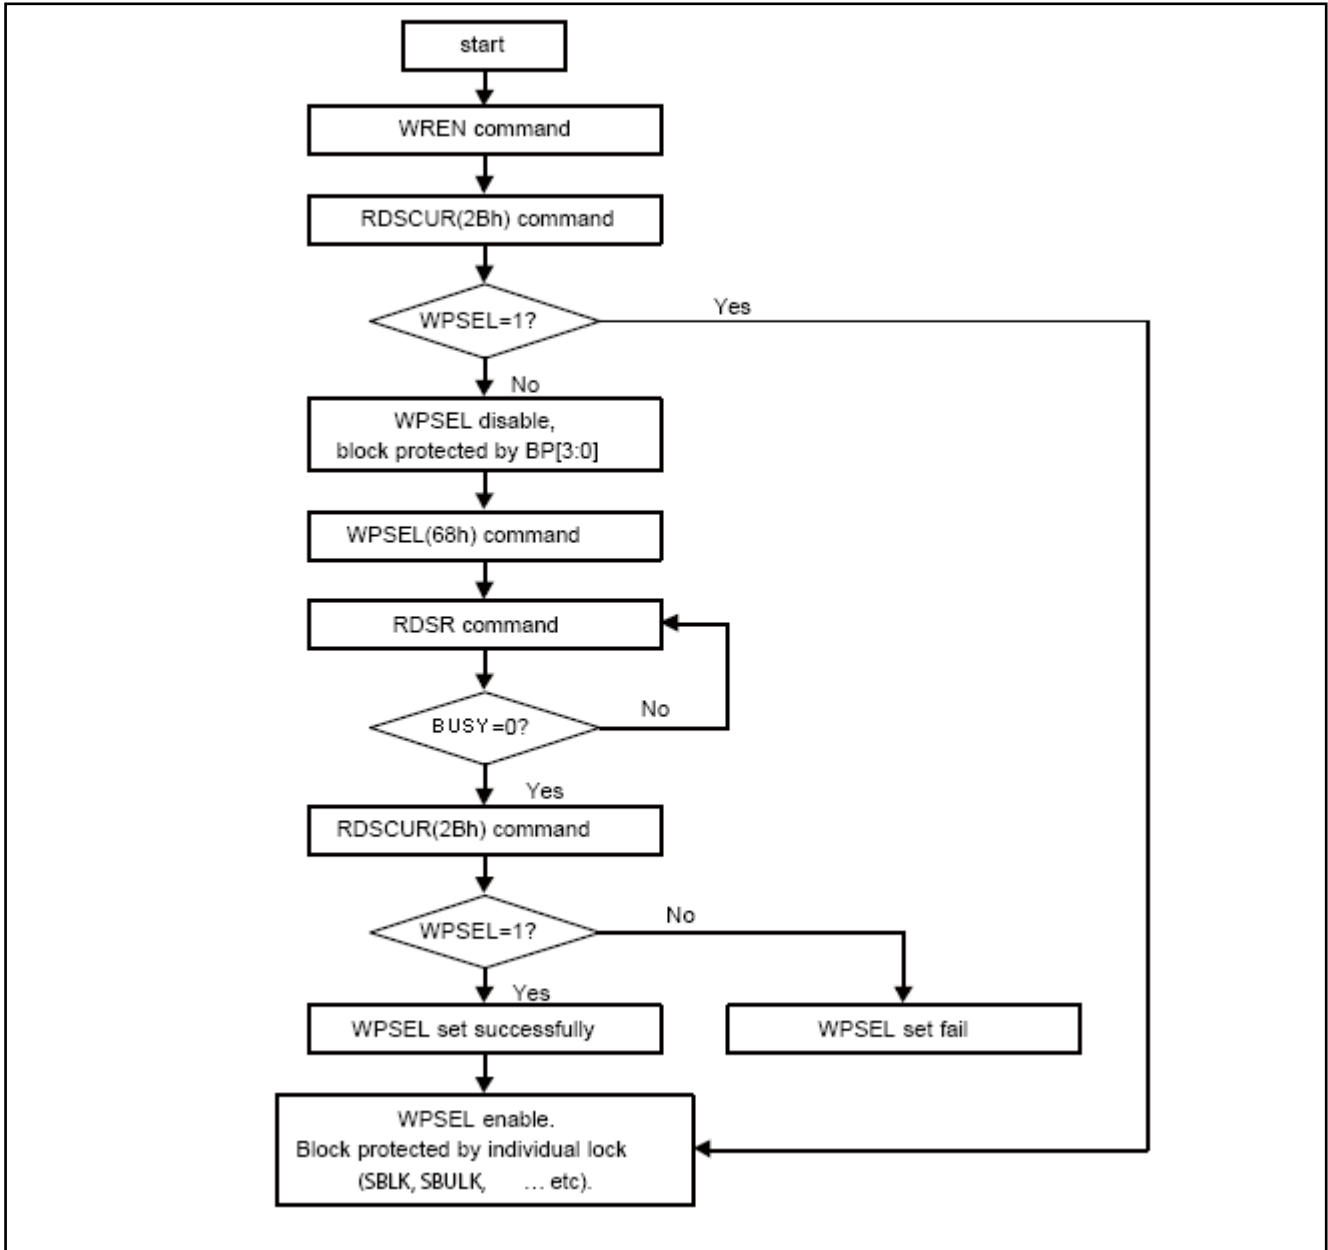 start
WREN command
RDSCUR(2Bh) command
WPSEL=1?
Yes
No
WPSEL disable,
block protected by BP[3:0]
WPSEL(68h) command
RDSR command
BUSY=0?
No
Yes
RDSCUR(2Bh) command
WPSEL=1?
No
Yes
WPSEL set successfully
WPSEL set fail
WPSEL enable.
Block protected by individual lock
(SBLK, SBULK, ... etc).